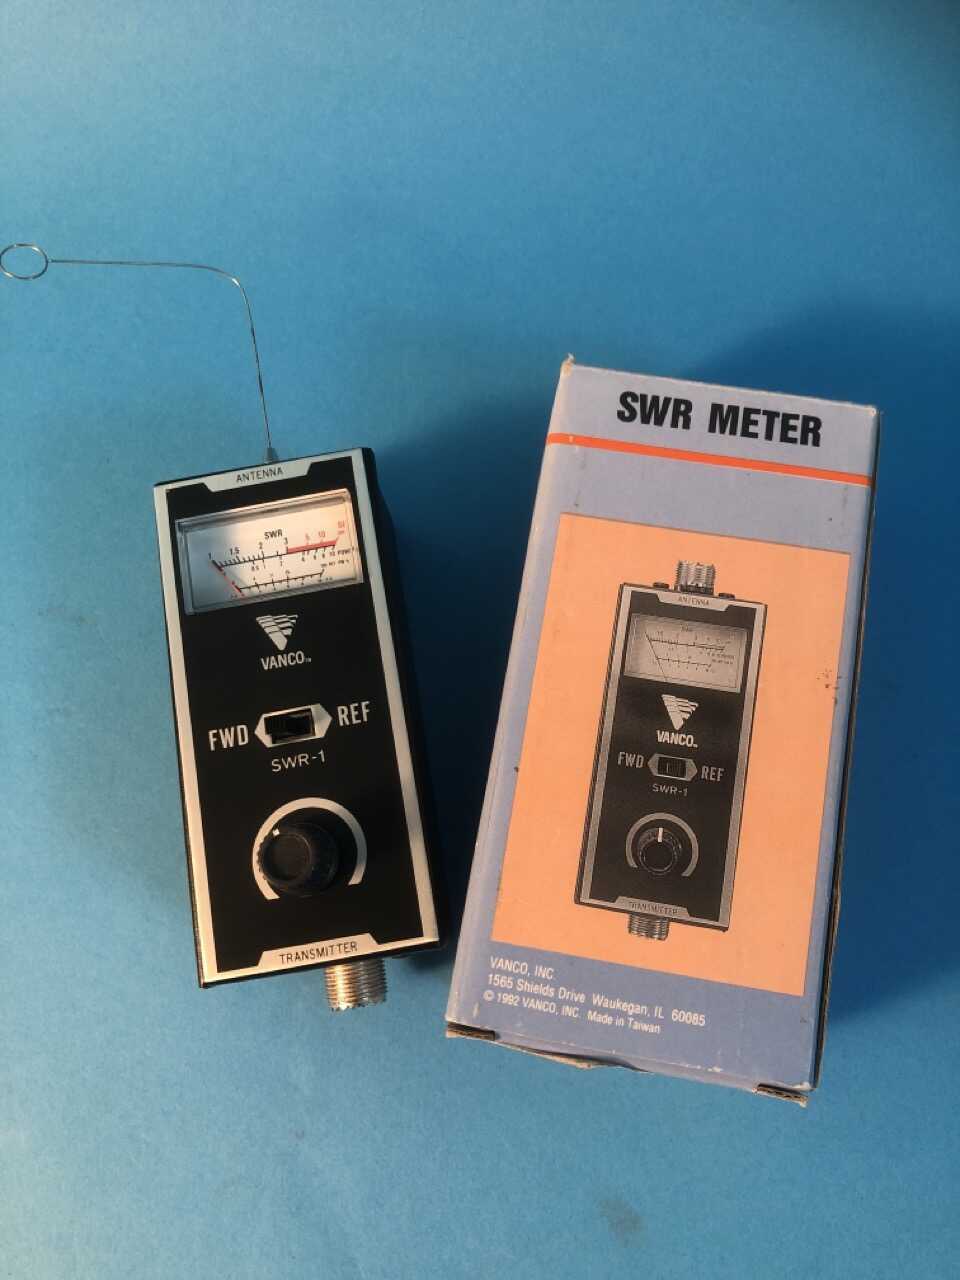 ANTENNA
SWR
1 1.5 2 3 5 10
VANCO
FWD REF
SWR-1
TRANSMITTER
SWR METER
ANTENNA
VANCO
FWD REF
SWR-1
TRANSMITTER
VANCO, INC.
1565 Shields Drive Waukegan, IL 60085
© 1992 VANCO, INC. Made in Taiwan